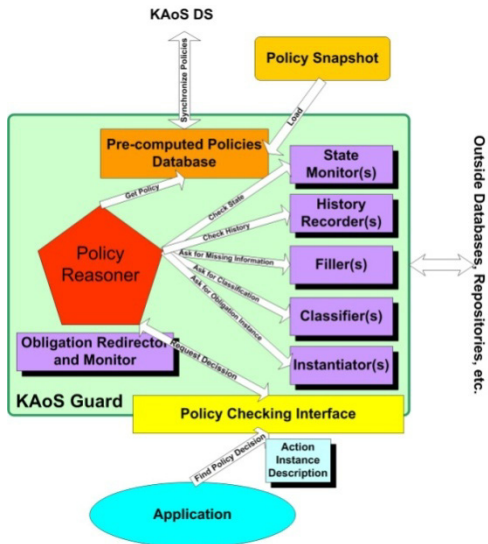 KAoS DS
Synchronize Policies
Policy Snapshot
Load
Pre-computed Policies
Database
State
Monitor(s)
Get Policy
Check State
History
Recorder(s)
Check History
Policy
Reasoner
Ask for Missing Information
Filler(s)
Ask for Classification
Classifier(s)
Ask for Obligation Instance
Instantiator(s)
Outside Databases,
Repositories, etc.
Obligation Redirector
and Monitor
Request Decission
KAoS Guard
Policy Checking Interface
Find Policy Decision
Action
Instance
Description
Application